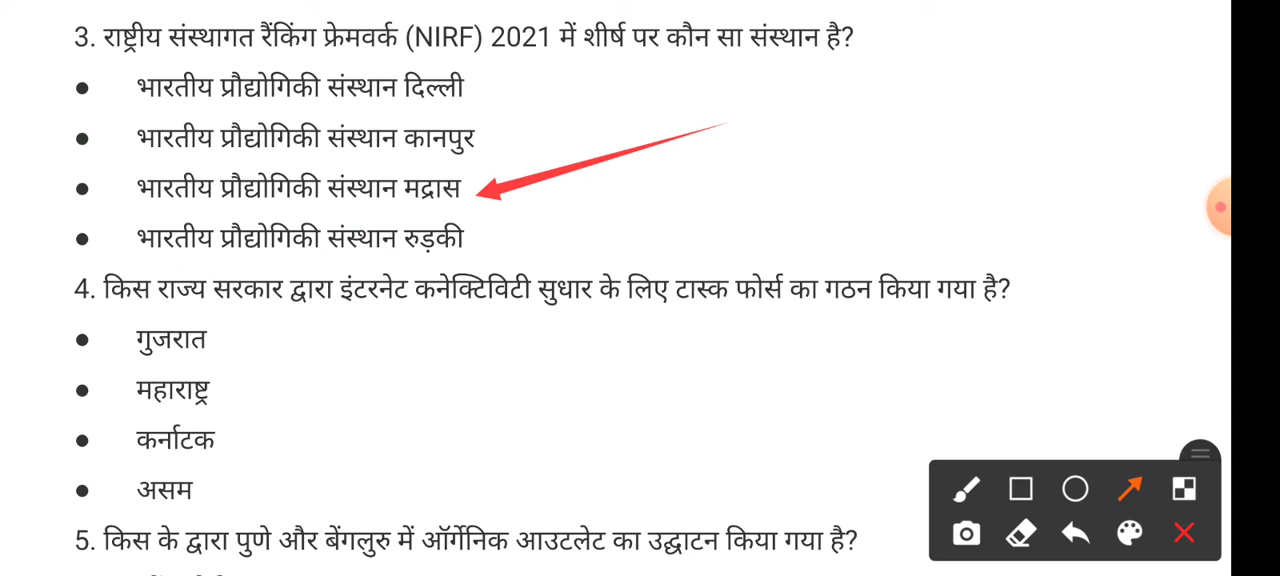 3. राष्ट्रीय संस्थागत रैंकिंग फ्रेमवर्क (NIRF) 2021 में शीर्ष पर कौन सा संस्थान है?
● भारतीय प्रौद्योगिकी संस्थान दिल्ली
● भारतीय प्रौद्योगिकी संस्थान कानपुर
● भारतीय प्रौद्योगिकी संस्थान मद्रास
● भारतीय प्रौद्योगिकी संस्थान रुड़की
4. किस राज्य सरकार द्वारा इंटरनेट कनेक्टिविटी सुधार के लिए टास्क फोर्स का गठन किया गया है?
● गुजरात
● महाराष्ट्र
● कर्नाटक
● असम
5. किस के द्वारा पुणे और बेंगलुरु में ऑर्गेनिक आउटलेट का उद्घाटन किया गया है?